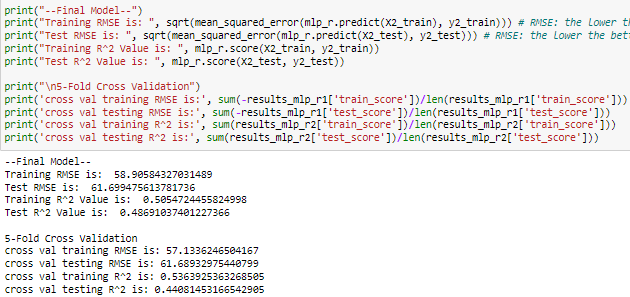 print("--Final Model--")
print("Training RMSE is: ", sqrt(mean_squared_error(mlp_r.predict(X2_train), y2_train))) # RMSE: the lower th
print("Test RMSE is: ", sqrt(mean_squared_error(mlp_r.predict(X2_test), y2_test))) # RMSE: the Lower the bet
print("Training R^2 Value is: ", mlp_r.score(X2_train, y2_train))
print("Test R^2 Value is: ", mlp_r.score(X2_test, y2_test))
print("\n5-Fold Cross Validation")
print('cross val training RMSE is:', sum(-results_mlp_r1['train_score'])/len(results_mlp_r1['train_score']))
print('cross val testing RMSE is:', sum(-results_mlp_r1['test_score'])/len(results_mlp_r1['test_score']))
print('cross val training R^2 is:', sum(results_mlp_r2['train_score'])/len(results_mlp_r2['train_score']))
print('cross val testing R^2 is:', sum(results_mlp_r2['test_score'])/len(results_mlp_r2['test_score']))
--Final Model--
Training RMSE is:  58.90584327031489
Test RMSE is:  61.699475613781736
Training R^2 Value is:  0.5054724455824998
Test R^2 Value is:  0.48691037401227366
5-Fold Cross Validation
cross val training RMSE is: 57.1336246504167
cross val testing RMSE is: 61.68932975440799
cross val training R^2 is: 0.5363925363268505
cross val testing R^2 is: 0.44081453166542905